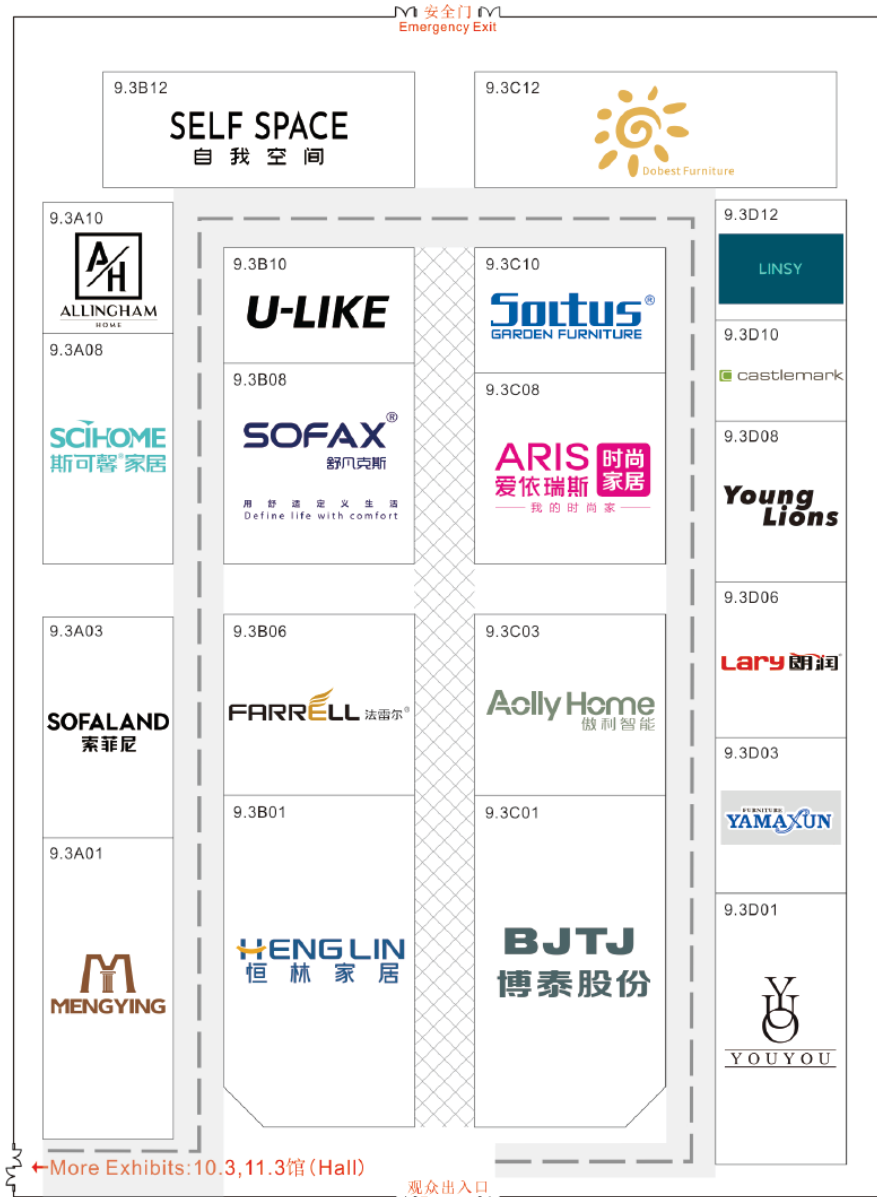 安全门
Emergency Exit
9.3B12
SELF SPACE
自我空间
9.3C12
Dobest Furniture
9.3A10
AH
ALLINGHAM
HOME
9.3A08
SCIHOME
斯可馨®家居
9.3B10
U-LIKE
9.3B08
SOFAX®
舒凡克斯
用舒适定义生活
Define life with comfort
9.3C10
Soltus®
GARDEN FURNITURE
9.3C08
ARIS 时尚
爱依瑞斯 家居
我的时尚家
9.3D12
LINSY
9.3D10
castlemark
9.3D08
Young
Lions
9.3D06
Lary 朗润
9.3D03
FURNITURE
YAMAXUN
9.3D01
YUO
YOUYOU
9.3A03
SOFALAND
索菲尼
9.3A01
M
MENGYING
9.3B06
FARRELL 法雷尔®
9.3B01
HENGLIN
恒林家居
9.3C03
Aolly Home
傲利智能
9.3C01
BJTJ
博泰股份
←More Exhibits:10.3,11.3馆(Hall)
观众出入口